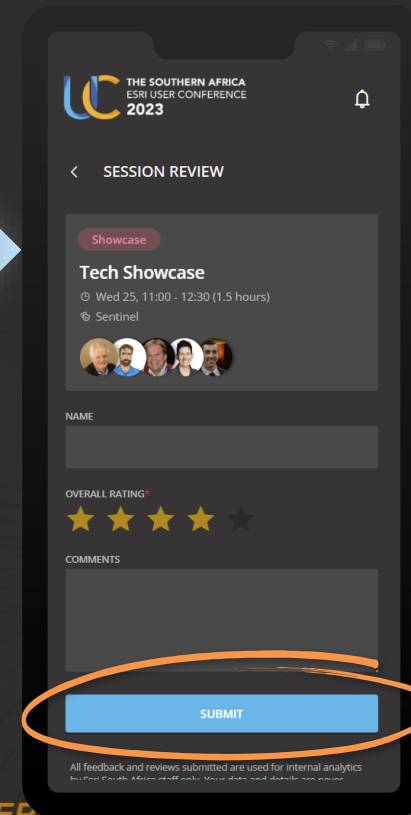 THE SOUTHERN AFRICA
ESRI USER CONFERENCE
2023
SESSION REVIEW
Showcase
Tech Showcase
Wed 25, 11:00 - 12:30 (1.5 hours)
Sentinel
NAME
OVERALL RATING*
COMMENTS
SUBMIT
All feedback and reviews submitted are used for internal analytics
by Esri South Africa staff only. Your data and details are never